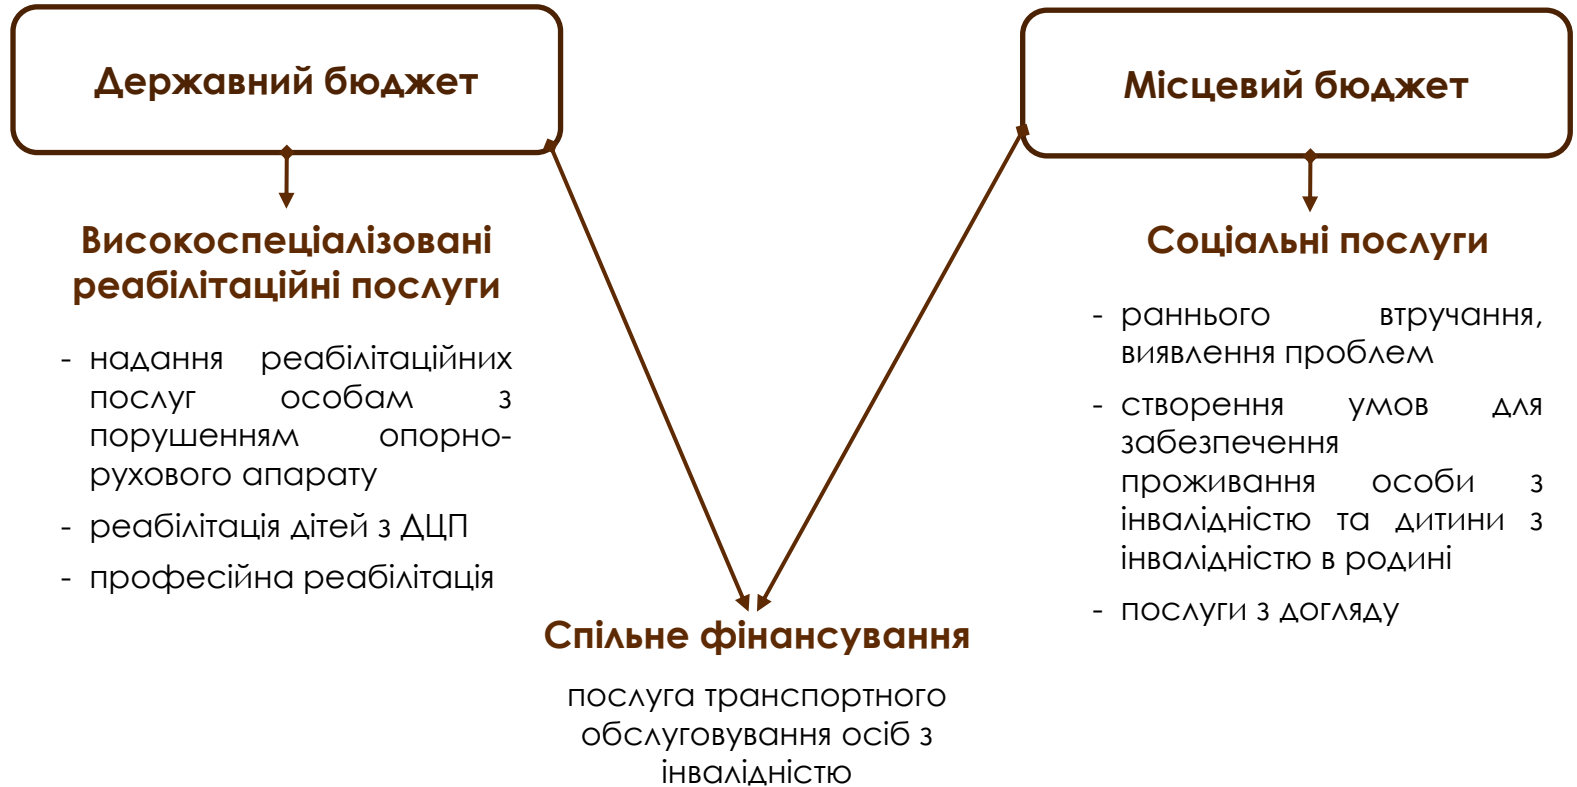 Державний бюджет
Високоспеціалізовані
реабілітаційні послуги
- надання реабілітаційних
послуг особам з
порушенням опорно-
рухового апарату
- реабілітація дітей з ДЦП
- професійна реабілітація
Місцевий бюджет
Соціальні послуги
- раннього втручання,
виявлення проблем
- створення умов для
забезпечення
проживання особи з
інвалідністю та дитини з
інвалідністю в родині
- послуги з догляду
Спільне фінансування
послуга транспортного
обслуговування осіб з
інвалідністю